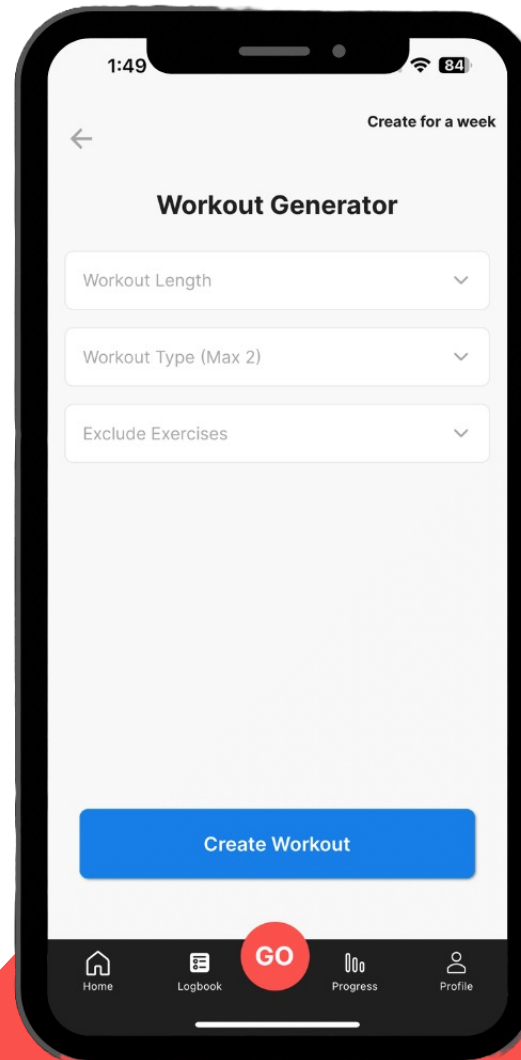 1:49
84
Create for a week
Workout Generator
Workout Length
Workout Type (Max 2)
Exclude Exercises
Create Workout
GO
Home
Logbook
Progress
Profile